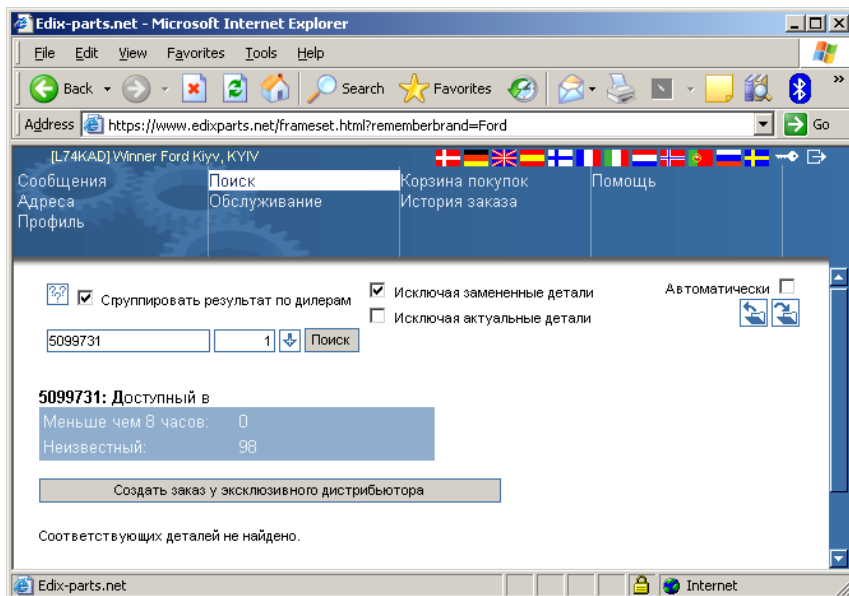 Edix-parts.net - Microsoft Internet Explorer
File Edit View Favorites Tools Help
Back Search Favorites »
Address https://www.edixparts.net/frameset.html?rememberbrand=Ford Go
[L74KAD] Winner Ford Kiyv, KYIV
Сообщения Поиск Корзина покупок Помощь
Адреса Обслуживание История заказа
Профиль
Сгруппировать результат по дилерам Исключая замененные детали Автоматически
Исключая актуальные детали
5099731 1 Поиск
5099731: Доступный в
Меньше чем 8 часов: 0
Неизвестный: 98
Создать заказ у эксклюзивного дистрибьютора
Соответствующих деталей не найдено.
Edix-parts.net Internet